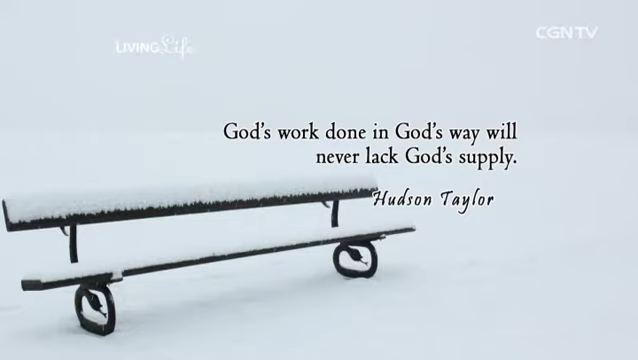 LIVING Life
CGNTV
God's work done in God's way will
never lack God's supply.
Hudson Taylor